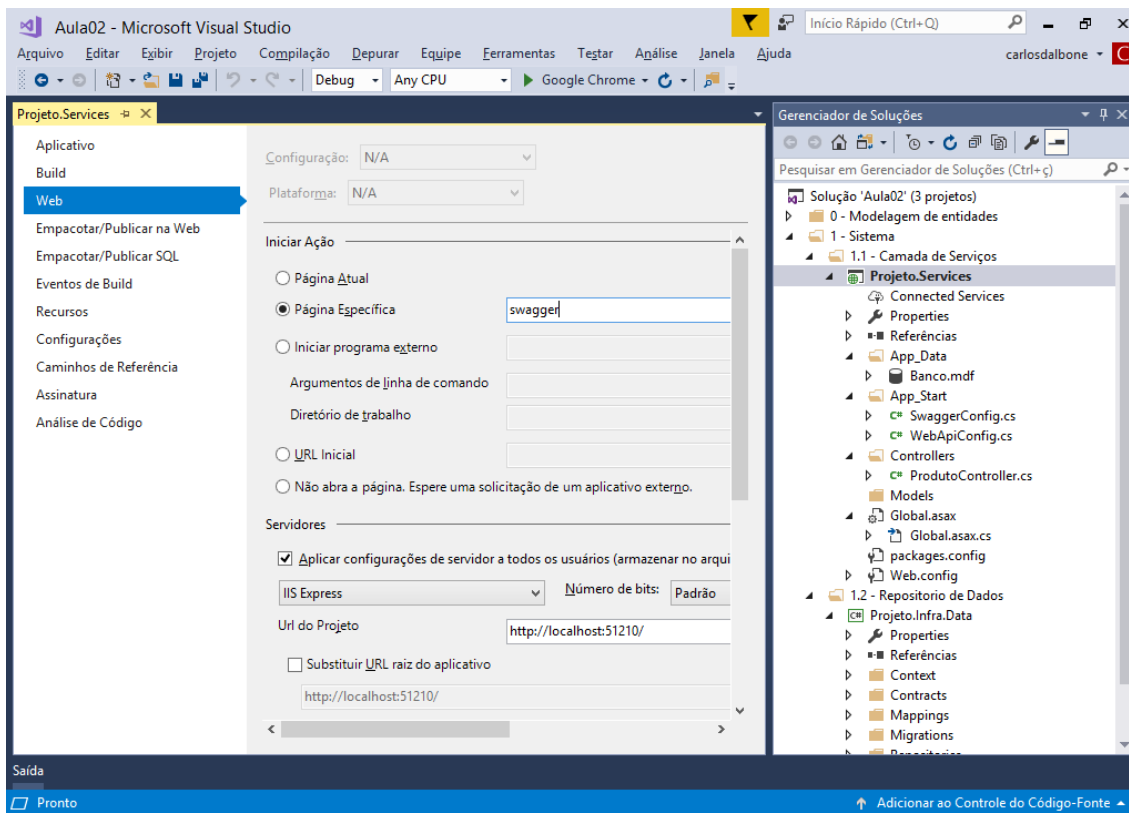 Aula02 - Microsoft Visual Studio
Início Rápido (Ctrl+Q)
Arquivo Editar Exibir Projeto Compilação Depurar Equipe Ferramentas Testar Análise Janela Ajuda
carlosdalbone
C
Debug Any CPU Google Chrome
Projeto.Services
Aplicativo
Build
Web
Empacotar/Publicar na Web
Empacotar/Publicar SQL
Eventos de Build
Recursos
Configurações
Caminhos de Referência
Assinatura
Análise de Código
Configuração: N/A
Plataforma: N/A
Iniciar Ação
Página Atual
Página Específica swagger
Iniciar programa externo
Argumentos de linha de comando
Diretório de trabalho
URL Inicial
Não abra a página. Espere uma solicitação de um aplicativo externo.
Servidores
Aplicar configurações de servidor a todos os usuários (armazenar no arqui
IIS Express Número de bits: Padrão
Url do Projeto http://localhost:51210/
Substituir URL raiz do aplicativo
http://localhost:51210/
Gerenciador de Soluções
Pesquisar em Gerenciador de Soluções (Ctrl+ç)
Solução 'Aula02' (3 projetos)
0 - Modelagem de entidades
1 - Sistema
1.1 - Camada de Serviços
Projeto.Services
Connected Services
Properties
Referências
App_Data
Banco.mdf
App_Start
C# SwaggerConfig.cs
C# WebApiConfig.cs
Controllers
C# ProdutoController.cs
Models
Global.asax
Global.asax.cs
packages.config
Web.config
1.2 - Repositorio de Dados
C# Projeto.Infra.Data
Properties
Referências
Context
Contracts
Mappings
Migrations
Saída
Pronto
Adicionar ao Controle do Código-Fonte